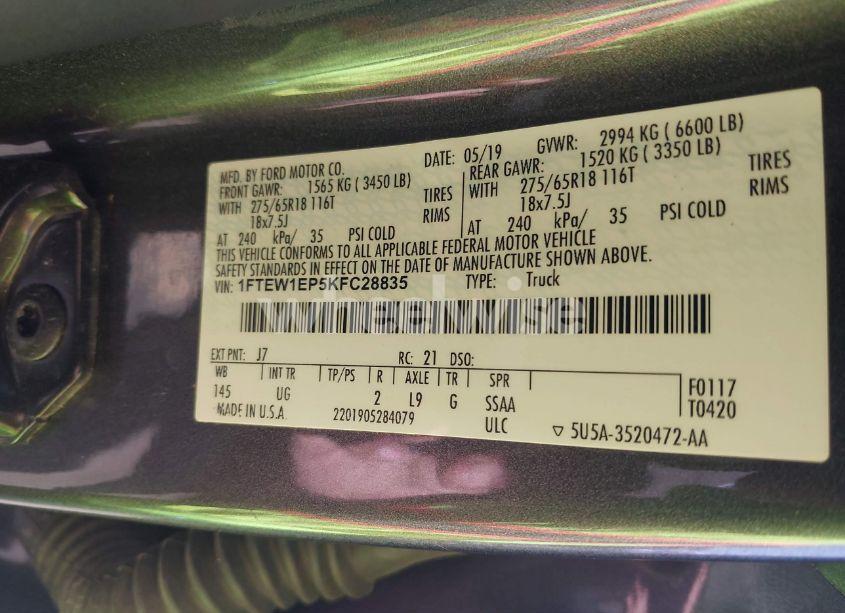 MFD. BY FORD MOTOR CO.
DATE: 05/19 GVWR: 2994 KG ( 6600 LB)
FRONT GAWR: 1565 KG ( 3450 LB)
WITH 275/65R18 116T TIRES
18x7.5J RIMS
AT 240 kPa/ 35 PSI COLD
REAR GAWR: 1520 KG ( 3350 LB)
WITH 275/65R18 116T TIRES
18x7.5J RIMS
AT 240 kPa/ 35 PSI COLD
THIS VEHICLE CONFORMS TO ALL APPLICABLE FEDERAL MOTOR VEHICLE
SAFETY STANDARDS IN EFFECT ON THE DATE OF MANUFACTURE SHOWN ABOVE.
VIN: 1FTEW1EP5KFC28835 TYPE: Truck
wheelwise
EXT PNT: J7 RC: 21 DSO:
WB INT TR TP/PS R AXLE TR SPR
145 UG 2 L9 G SSAA
F0117
T0420
MADE IN U.S.A. 2201905284079 ULC ▽ 5U5A-3520472-AA